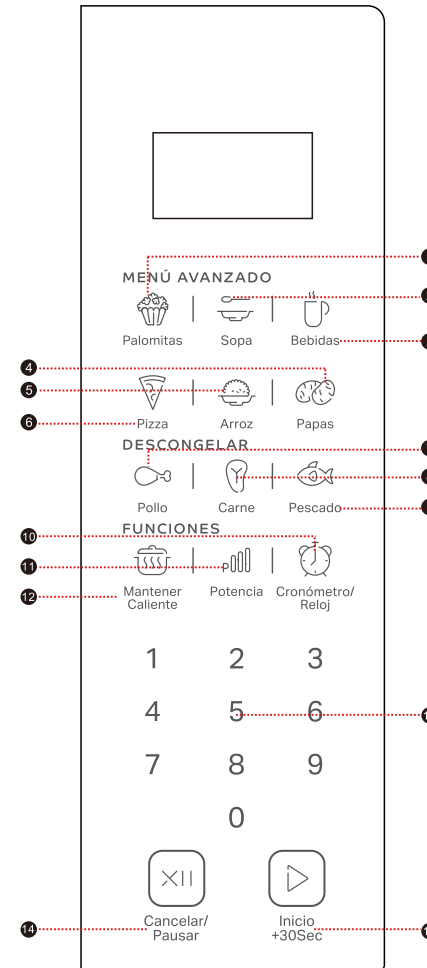 MENÚ AVANZADO
Palomitas Sopa Bebidas
4
5
6
Pizza Arroz Papas
DESCONGELAR
Pollo Carne Pescado
FUNCIONES
10
11
12
Mantener Caliente
Potencia
Cronómetro/ Reloj
1 2 3
4 5 6
7 8 9
0
14
Cancelar/ Pausar
Inicio +30Sec